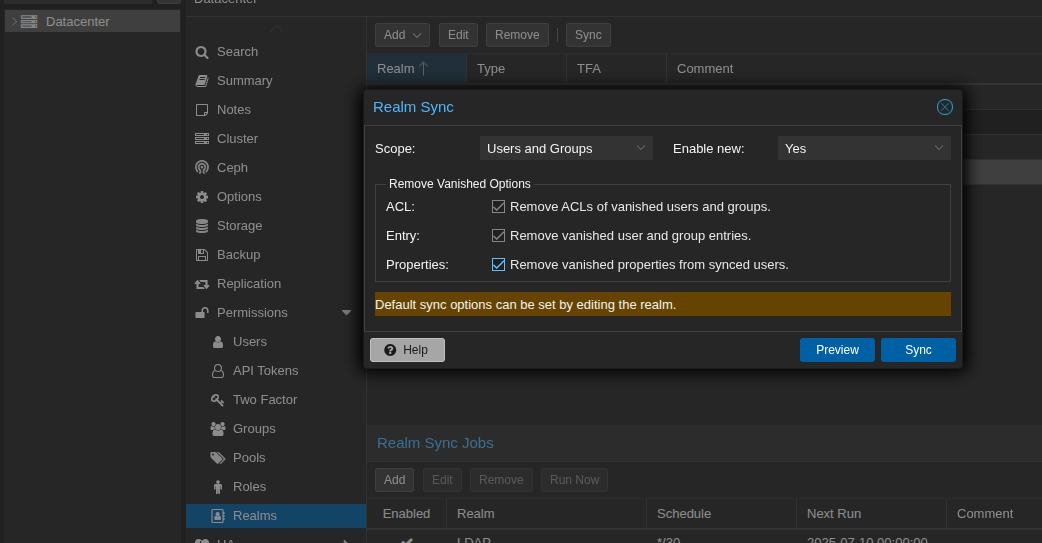 Datacenter
Datacenter
Search
Summary
Notes
Cluster
Ceph
Options
Storage
Backup
Replication
Permissions
Users
API Tokens
Two Factor
Groups
Pools
Roles
Realms
HA
Add Edit Remove Sync
Realm Type TFA Comment
Realm Sync
Scope: Users and Groups Enable new: Yes
Remove Vanished Options
ACL: Remove ACLs of vanished users and groups.
Entry: Remove vanished user and group entries.
Properties: Remove vanished properties from synced users.
Default sync options can be set by editing the realm.
Help Preview Sync
Realm Sync Jobs
Add Edit Remove Run Now
Enabled Realm Schedule Next Run Comment
LDAP */30 2025-07-10 00:00:00